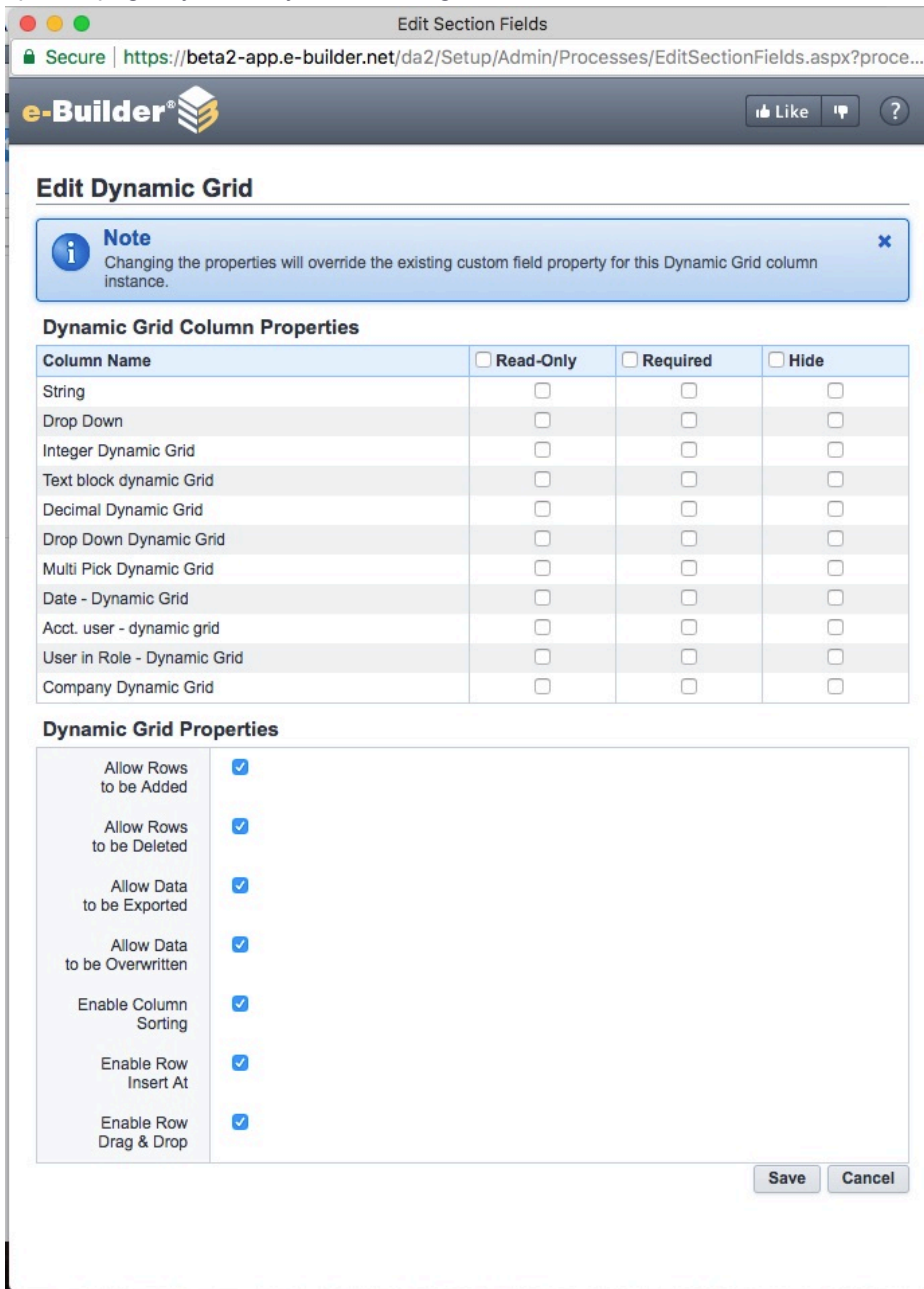 Edit Section Fields
Secure | https://beta2-app.e-builder.net/da2/Setup/Admin/Processes/EditSectionFields.aspx?proce...
e-Builder®
Like
?
Edit Dynamic Grid
Note
Changing the properties will override the existing custom field property for this Dynamic Grid column
instance.
Dynamic Grid Column Properties
Column Name Read-Only Required Hide
String
Drop Down
Integer Dynamic Grid
Text block dynamic Grid
Decimal Dynamic Grid
Drop Down Dynamic Grid
Multi Pick Dynamic Grid
Date - Dynamic Grid
Acct. user - dynamic grid
User in Role - Dynamic Grid
Company Dynamic Grid
Dynamic Grid Properties
Allow Rows
to be Added
Allow Rows
to be Deleted
Allow Data
to be Exported
Allow Data
to be Overwritten
Enable Column
Sorting
Enable Row
Insert At
Enable Row
Drag & Drop
Save Cancel